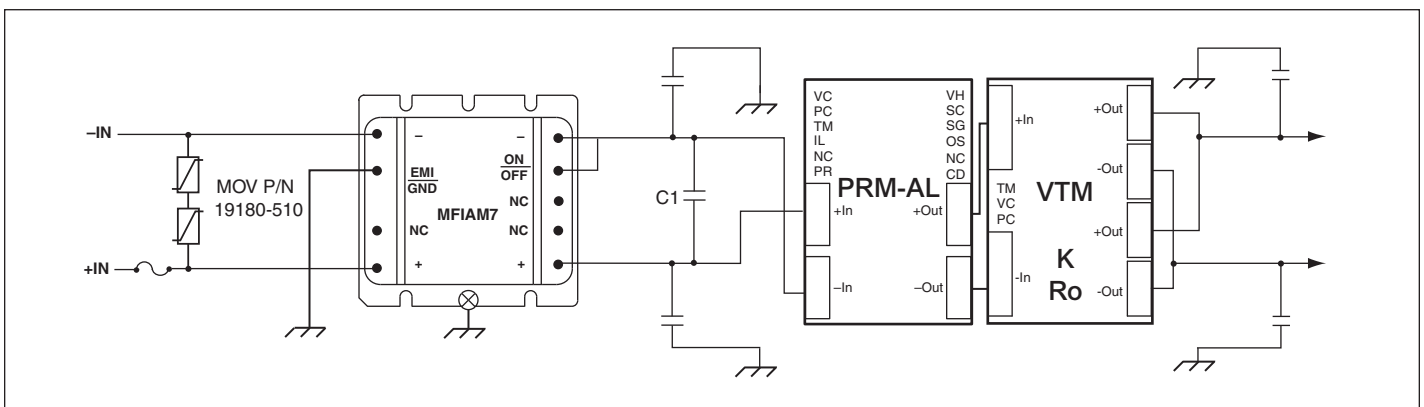 –IN
MOV P/N
19180-510
+IN
–
EMI
GND
NC
+
MFIAM7
–
ON
OFF
NC
NC
+
C1
VC
PC
TM
IL
NC
PR
VH
SC
SG
OS
NC
CD
PRM-AL
+In
–In
+Out
–Out
+In
TM
VC
PC
-In
VTM
K
Ro
+Out
-Out
+Out
-Out